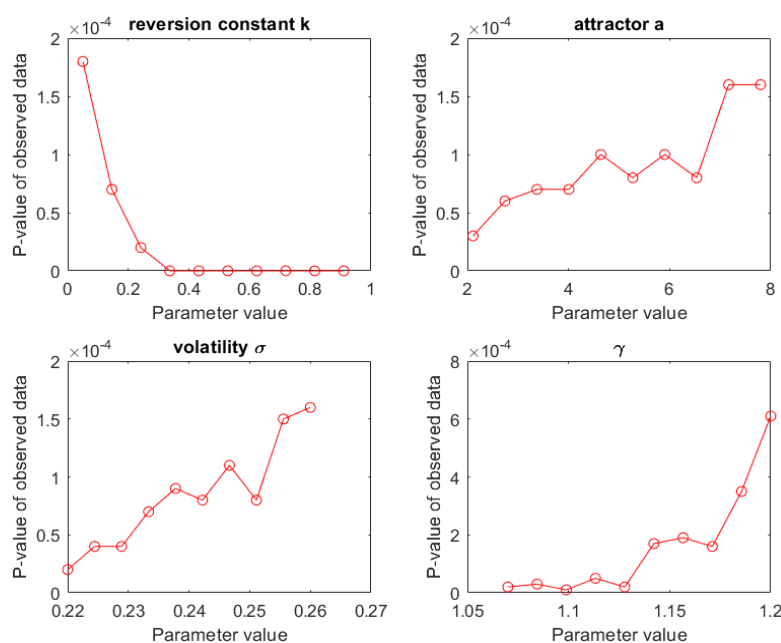 reversion constant k
×10⁻⁴
2
1.5
1
0.5
0
0 0.2 0.4 0.6 0.8 1
P-value of observed data
Parameter value
attractor a
×10⁻⁴
2
1.5
1
0.5
0
2 4 6 8
P-value of observed data
Parameter value
volatility σ
×10⁻⁴
2
1.5
1
0.5
0
0.22 0.23 0.24 0.25 0.26 0.27
P-value of observed data
Parameter value
γ
×10⁻⁴
8
6
4
2
0
1.05 1.1 1.15 1.2
P-value of observed data
Parameter value